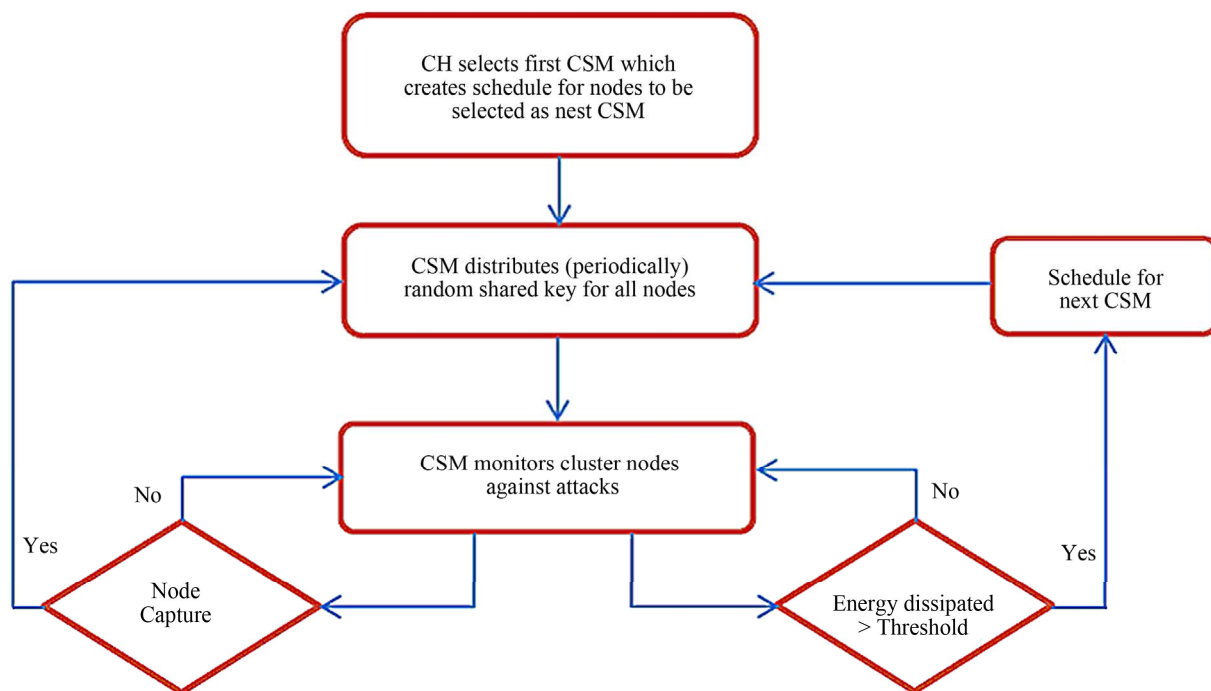 CH selects first CSM which
creates schedule for nodes to be
selected as nest CSM
CSM distributes (periodically)
random shared key for all nodes
Schedule for
next CSM
CSM monitors cluster nodes
against attacks
No
No
Yes
Yes
Node
Capture
Energy dissipated
> Threshold